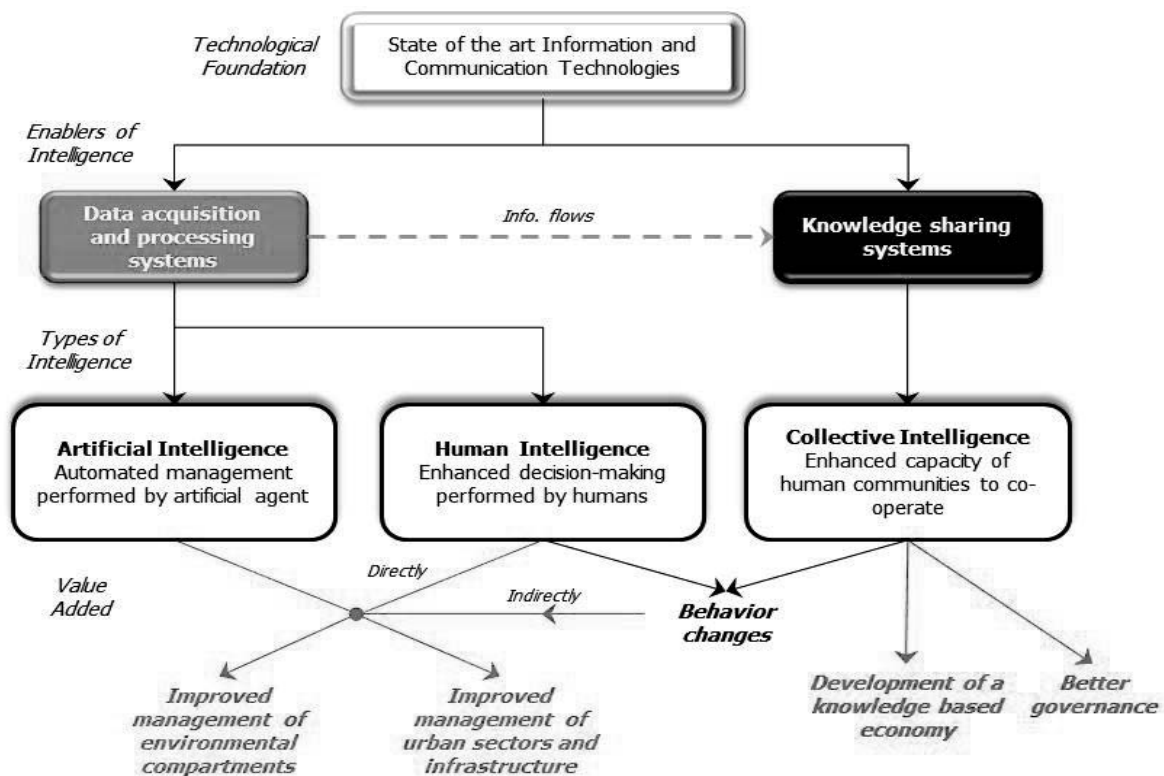 Technological
Foundation
State of the art Information and
Communication Technologies
Enablers of
Intelligence
Data acquisition
and processing
systems
Info. flows
Knowledge sharing
systems
Types of
Intelligence
Artificial Intelligence
Automated management
performed by artificial agent
Human Intelligence
Enhanced decision-making
performed by humans
Collective Intelligence
Enhanced capacity of
human communities to co-
operate
Value
Added
Directly
Indirectly
Behavior
changes
Improved
management of
environmental
compartments
Improved
management of
urban sectors and
infrastructure
Development of a
knowledge based
economy
Better
governance